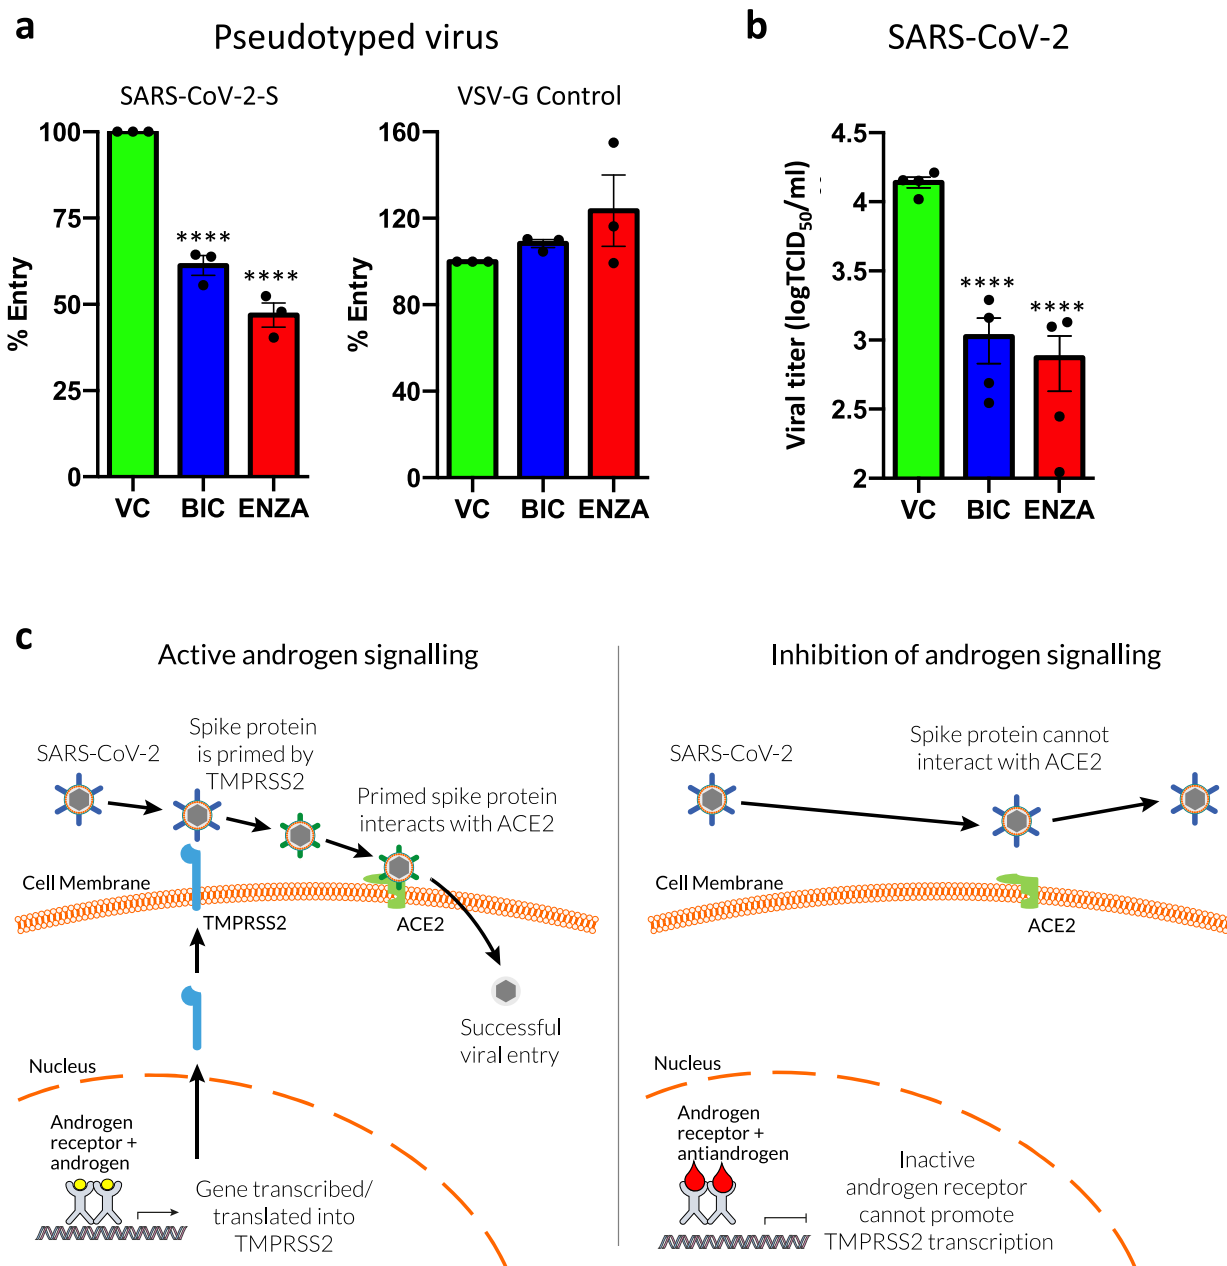 a
Pseudotyped virus
SARS-CoV-2-S
% Entry
100
75
50
25
0
****
****
VC BIC ENZA
VSV-G Control
% Entry
160
120
80
40
0
VC BIC ENZA
b
SARS-CoV-2
Viral titer (logTCID50/ml)
4.5
4
3.5
3
2.5
2
****
****
VC BIC ENZA
c
Active androgen signalling
SARS-CoV-2
Spike protein
is primed by
TMPRSS2
Primed spike protein
interacts with ACE2
Cell Membrane
TMPRSS2
ACE2
Successful
viral entry
Nucleus
Androgen
receptor +
androgen
Gene transcribed/
translated into
TMPRSS2
Inhibition of androgen signalling
SARS-CoV-2
Spike protein cannot
interact with ACE2
Cell Membrane
ACE2
Nucleus
Androgen
receptor +
antiandrogen
Inactive
androgen receptor
cannot promote
TMPRSS2 transcription